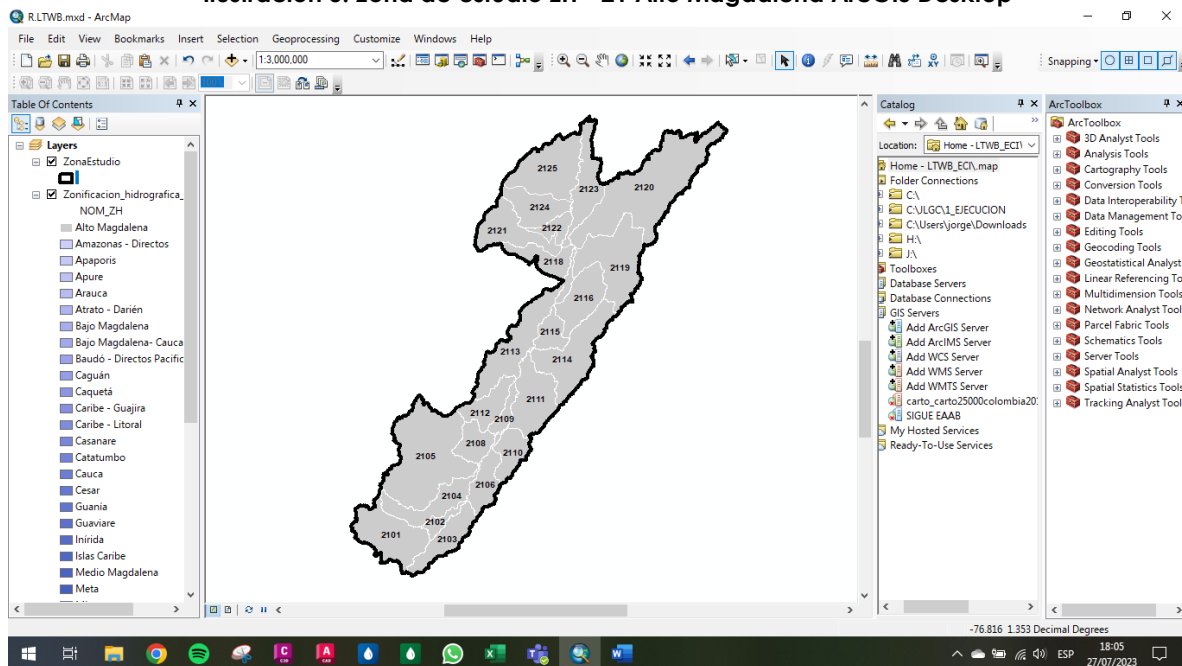 R.LTWB.mxd - ArcMap
File Edit View Bookmarks Insert Selection Geoprocessing Customize Windows Help
1:3,000,000
Snapping
Table Of Contents
Layers
ZonaEstudio
Zonificacion_hidrografica_
NOM_ZH
Alto Magdalena
Amazonas - Directos
Apaporis
Apure
Arauca
Atrato - Darién
Bajo Magdalena
Bajo Magdalena- Cauca
Baudó - Directos Pacific
Caguán
Caquetá
Caribe - Guajira
Caribe - Litoral
Casanare
Catatumbo
Cauca
Cesar
Guanía
Guaviare
Inírida
Islas Caribe
Medio Magdalena
Meta
2125
2123
2120
2124
2121
2122
2118
2119
2116
2115
2113
2114
2111
2112
2109
2108
2110
2105
2106
2104
2102
2101
2103
Catalog
Location: Home - LTWB_ECI\
Home - LTWB_ECI\.map
Folder Connections
C:\
C:\JLGC\1_EJECUCION
C:\Users\jorge\Downloads
H:\
J:\
Toolboxes
Database Servers
Database Connections
GIS Servers
Add ArcGIS Server
Add ArcIMS Server
Add WCS Server
Add WMS Server
Add WMTS Server
carto_carto25000colombia20
SIGUE EAAB
My Hosted Services
Ready-To-Use Services
ArcToolbox
ArcToolbox
3D Analyst Tools
Analysis Tools
Cartography Tools
Conversion Tools
Data Interoperability T
Data Management To
Editing Tools
Geocoding Tools
Geostatistical Analyst
Linear Referencing To
Multidimension Tools
Network Analyst Tool
Parcel Fabric Tools
Schematics Tools
Server Tools
Spatial Analyst Tools
Spatial Statistics Tools
Tracking Analyst Tool
-76.816 1.353 Decimal Degrees
ESP
18:05
27/07/2023